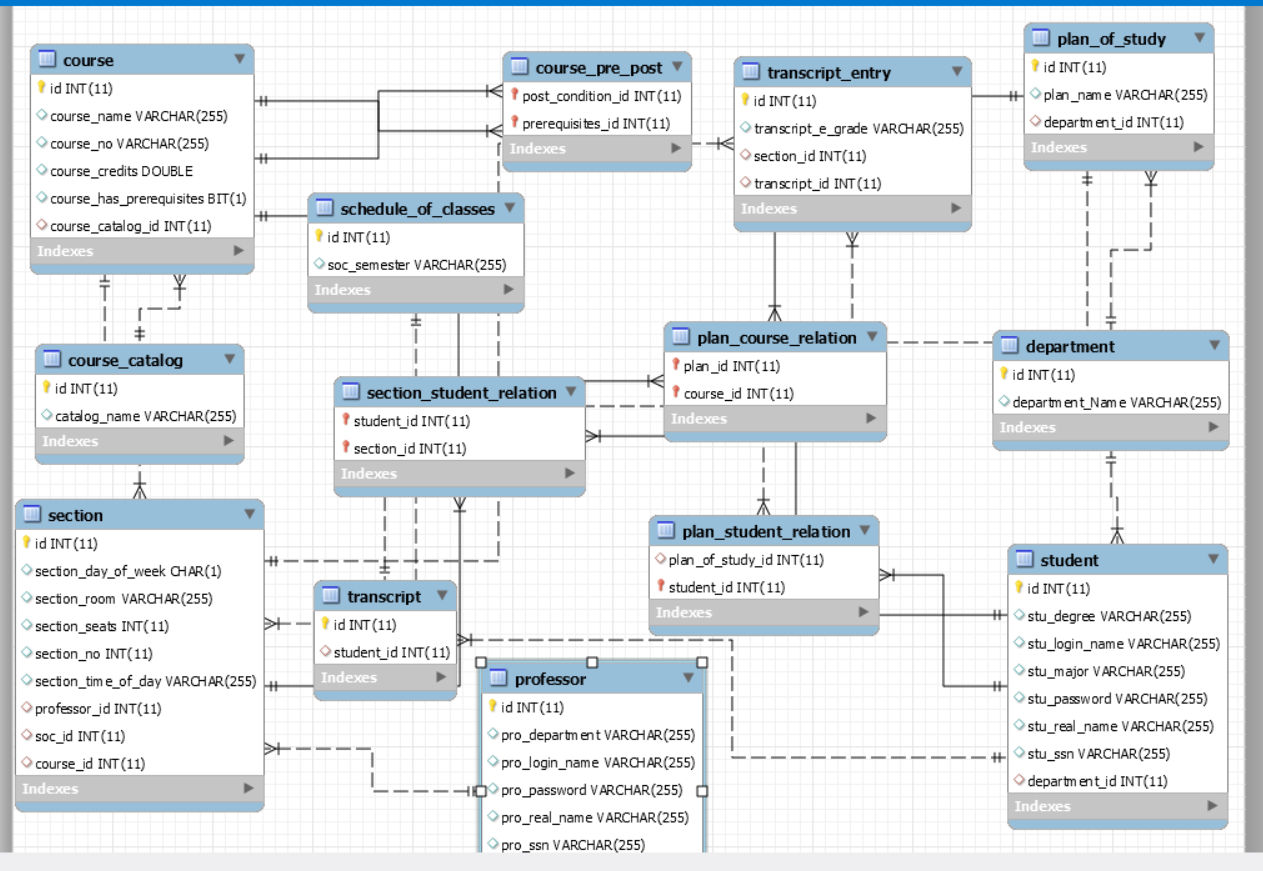 course
id INT(11)
course_name VARCHAR(255)
course_no VARCHAR(255)
course_credits DOUBLE
course_has_prerequisites BIT(1)
course_catalog_id INT(11)
Indexes
course_pre_post
post_condition_id INT(11)
prerequisites_id INT(11)
Indexes
transcript_entry
id INT(11)
transcript_e_grade VARCHAR(255)
section_id INT(11)
transcript_id INT(11)
Indexes
plan_of_study
id INT(11)
plan_name VARCHAR(255)
department_id INT(11)
Indexes
schedule_of_classes
id INT(11)
soc_semester VARCHAR(255)
Indexes
course_catalog
id INT(11)
catalog_name VARCHAR(255)
Indexes
section_student_relation
student_id INT(11)
section_id INT(11)
Indexes
plan_course_relation
plan_id INT(11)
course_id INT(11)
Indexes
department
id INT(11)
department_Name VARCHAR(255)
Indexes
section
id INT(11)
section_day_of_week CHAR(1)
section_room VARCHAR(255)
section_seats INT(11)
section_no INT(11)
section_time_of_day VARCHAR(255)
professor_id INT(11)
soc_id INT(11)
course_id INT(11)
Indexes
transcript
id INT(11)
student_id INT(11)
Indexes
plan_student_relation
plan_of_study_id INT(11)
student_id INT(11)
Indexes
professor
id INT(11)
pro_department VARCHAR(255)
pro_login_name VARCHAR(255)
pro_password VARCHAR(255)
pro_real_name VARCHAR(255)
pro_ssn VARCHAR(255)
student
id INT(11)
stu_degree VARCHAR(255)
stu_login_name VARCHAR(255)
stu_major VARCHAR(255)
stu_password VARCHAR(255)
stu_real_name VARCHAR(255)
stu_ssn VARCHAR(255)
department_id INT(11)
Indexes